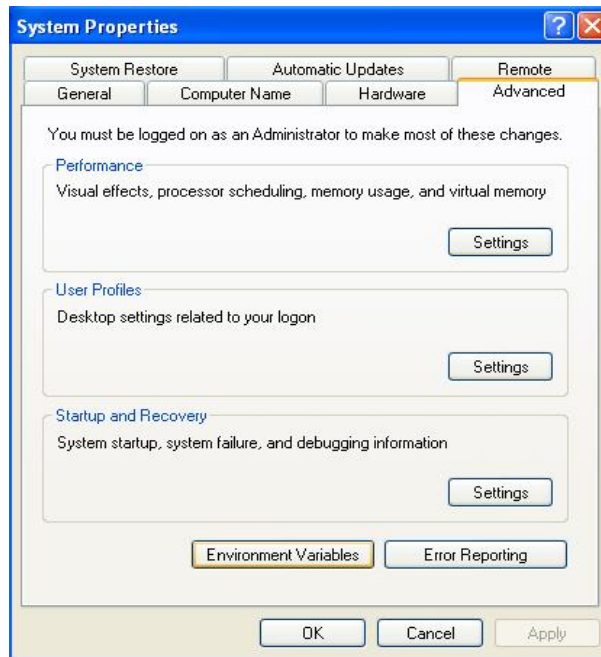 System Properties
System Restore Automatic Updates Remote
General Computer Name Hardware Advanced
You must be logged on as an Administrator to make most of these changes.
Performance
Visual effects, processor scheduling, memory usage, and virtual memory
Settings
User Profiles
Desktop settings related to your logon
Settings
Startup and Recovery
System startup, system failure, and debugging information
Settings
Environment Variables Error Reporting
OK Cancel Apply